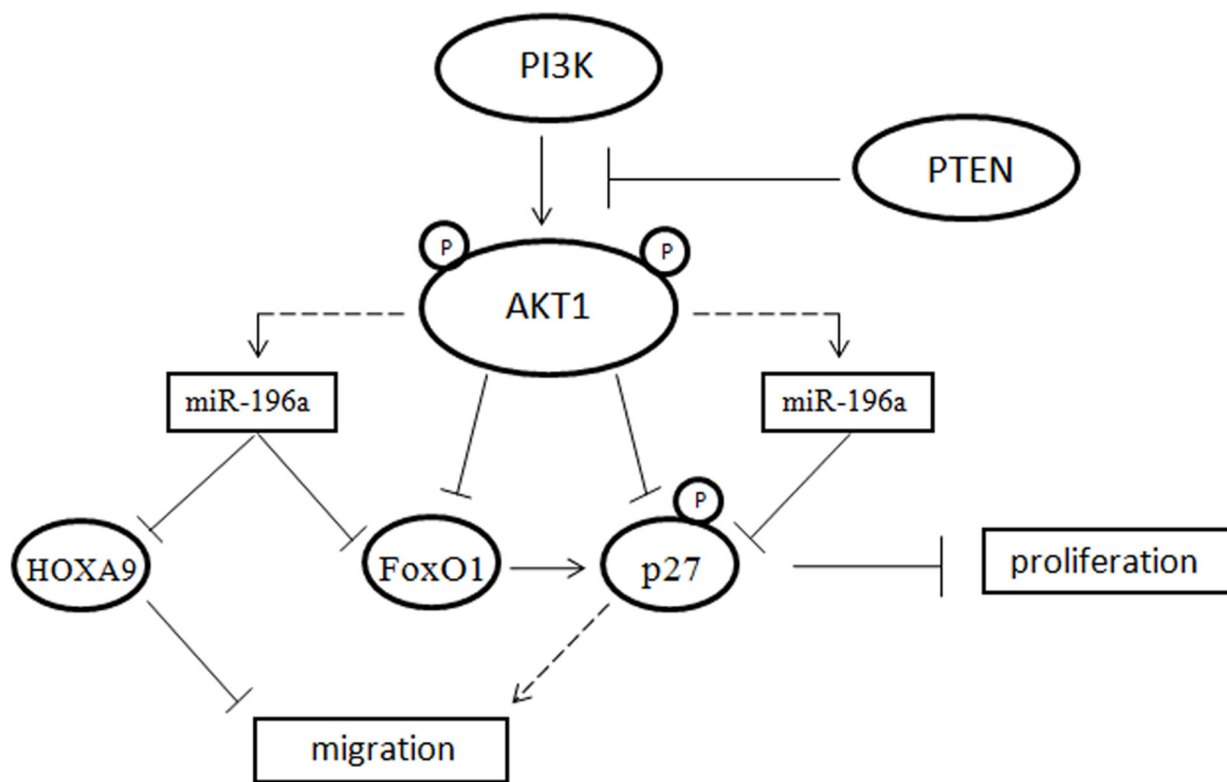 PI3K
PTEN
P
P
AKT1
miR-196a
miR-196a
P
HOXA9
FoxO1
p27
proliferation
migration